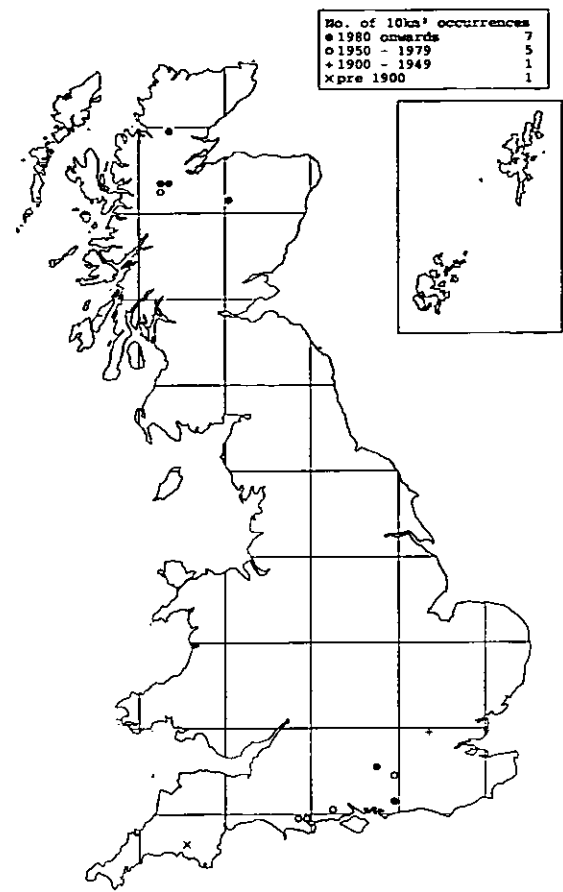 No. of 10km² occurrences
● 1980 onwards 7
○ 1950 - 1979 5
+ 1900 - 1949 1
× pre 1900 1